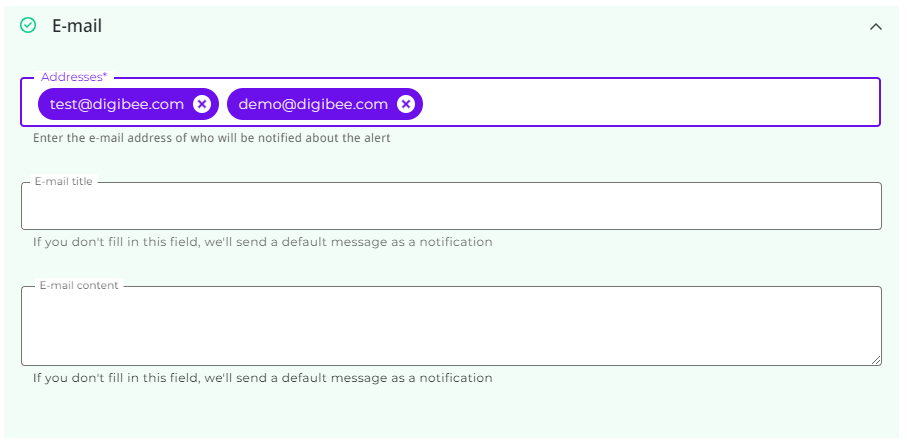 E-mail
Addresses*
test@digibee.com demo@digibee.com
Enter the e-mail address of who will be notified about the alert
E-mail title
If you don't fill in this field, we'll send a default message as a notification
E-mail content
If you don't fill in this field, we'll send a default message as a notification